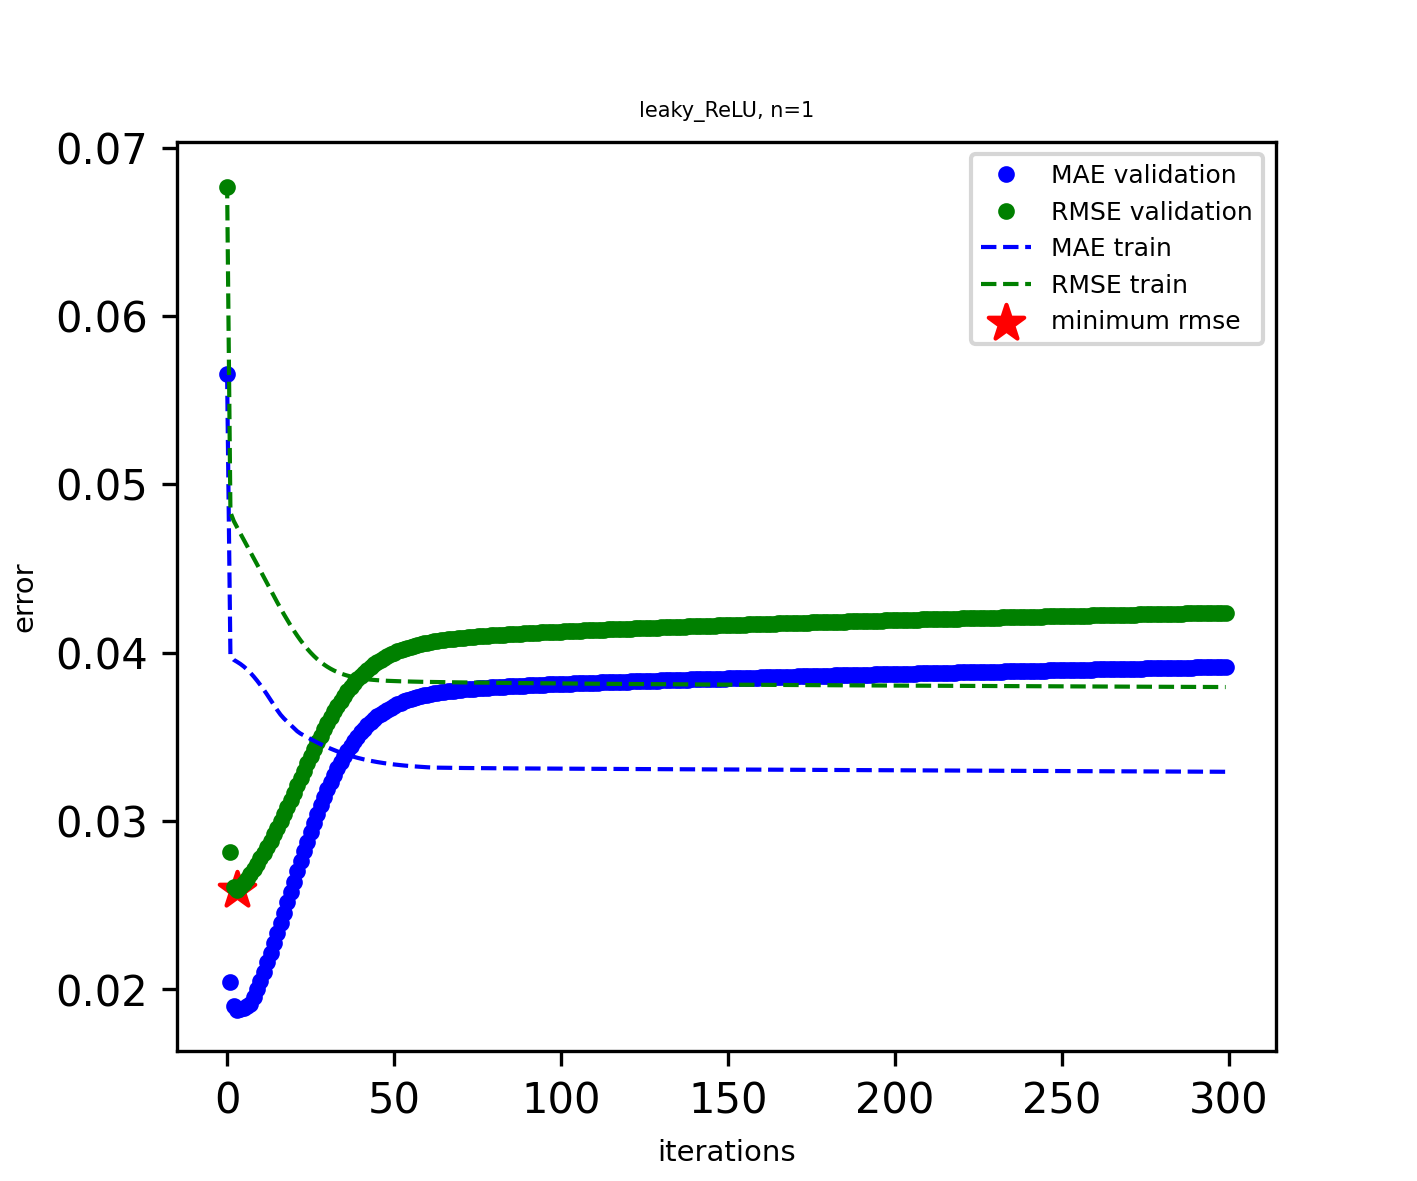 leaky_ReLU, n=1
0.07
0.06
0.05
0.04
0.03
0.02
error
MAE validation
RMSE validation
MAE train
RMSE train
minimum rmse
0 50 100 150 200 250 300
iterations